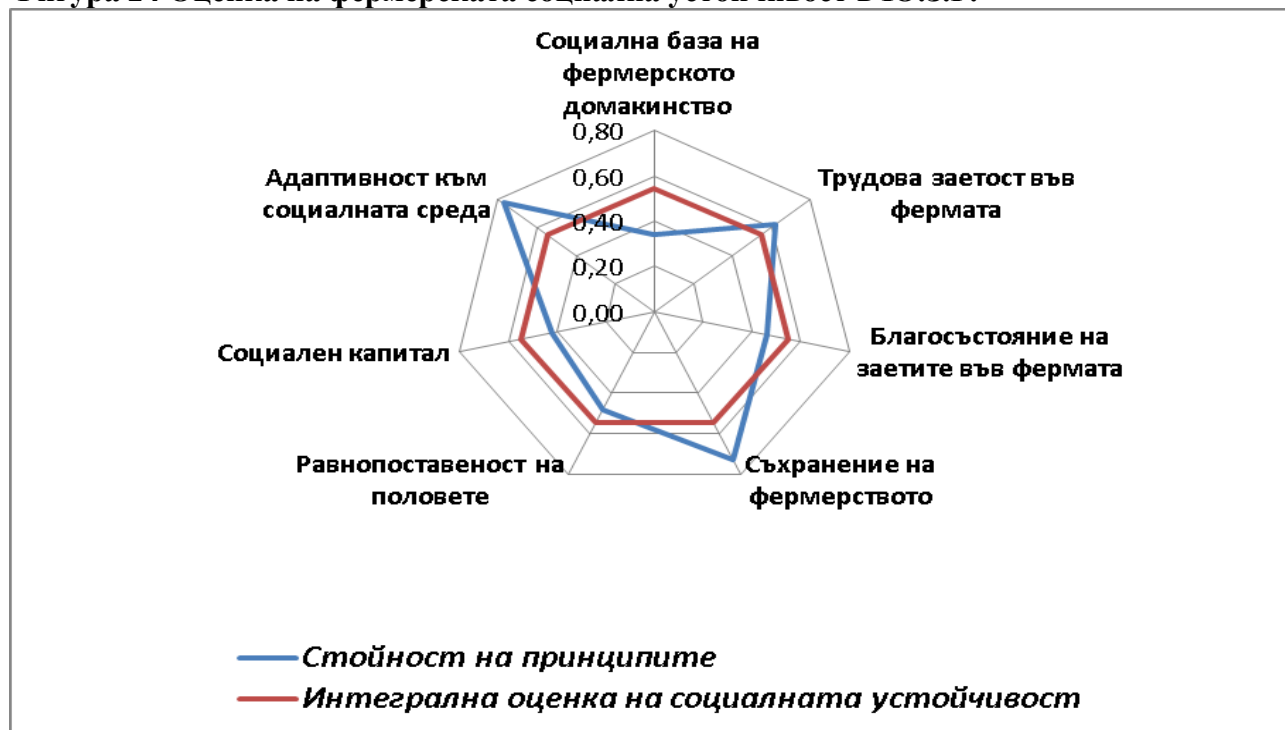 Социална база на
фермерското
домакинство
0,80
0,60
0,40
0,20
0,00
Адаптивност към
социалната среда
Трудова заетост във
фермата
Социален капитал
Благосъстояние на
заетите във фермата
Равнопоставеност на
половете
Съхранение на
фермерството
Стойност на принципите
Интегрална оценка на социалната устойчивост